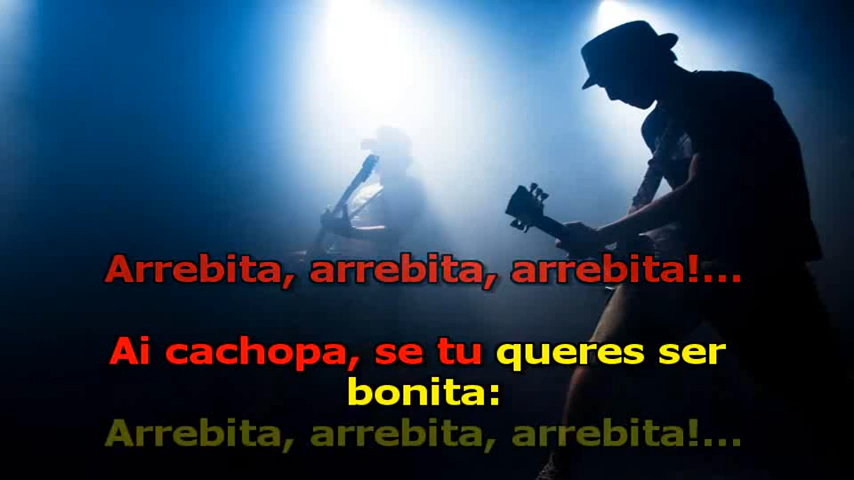 Arrebita, arrebita, arrebita!...
Ai cachopa, se tu queres ser
bonita:
Arrebita, arrebita, arrebita!...